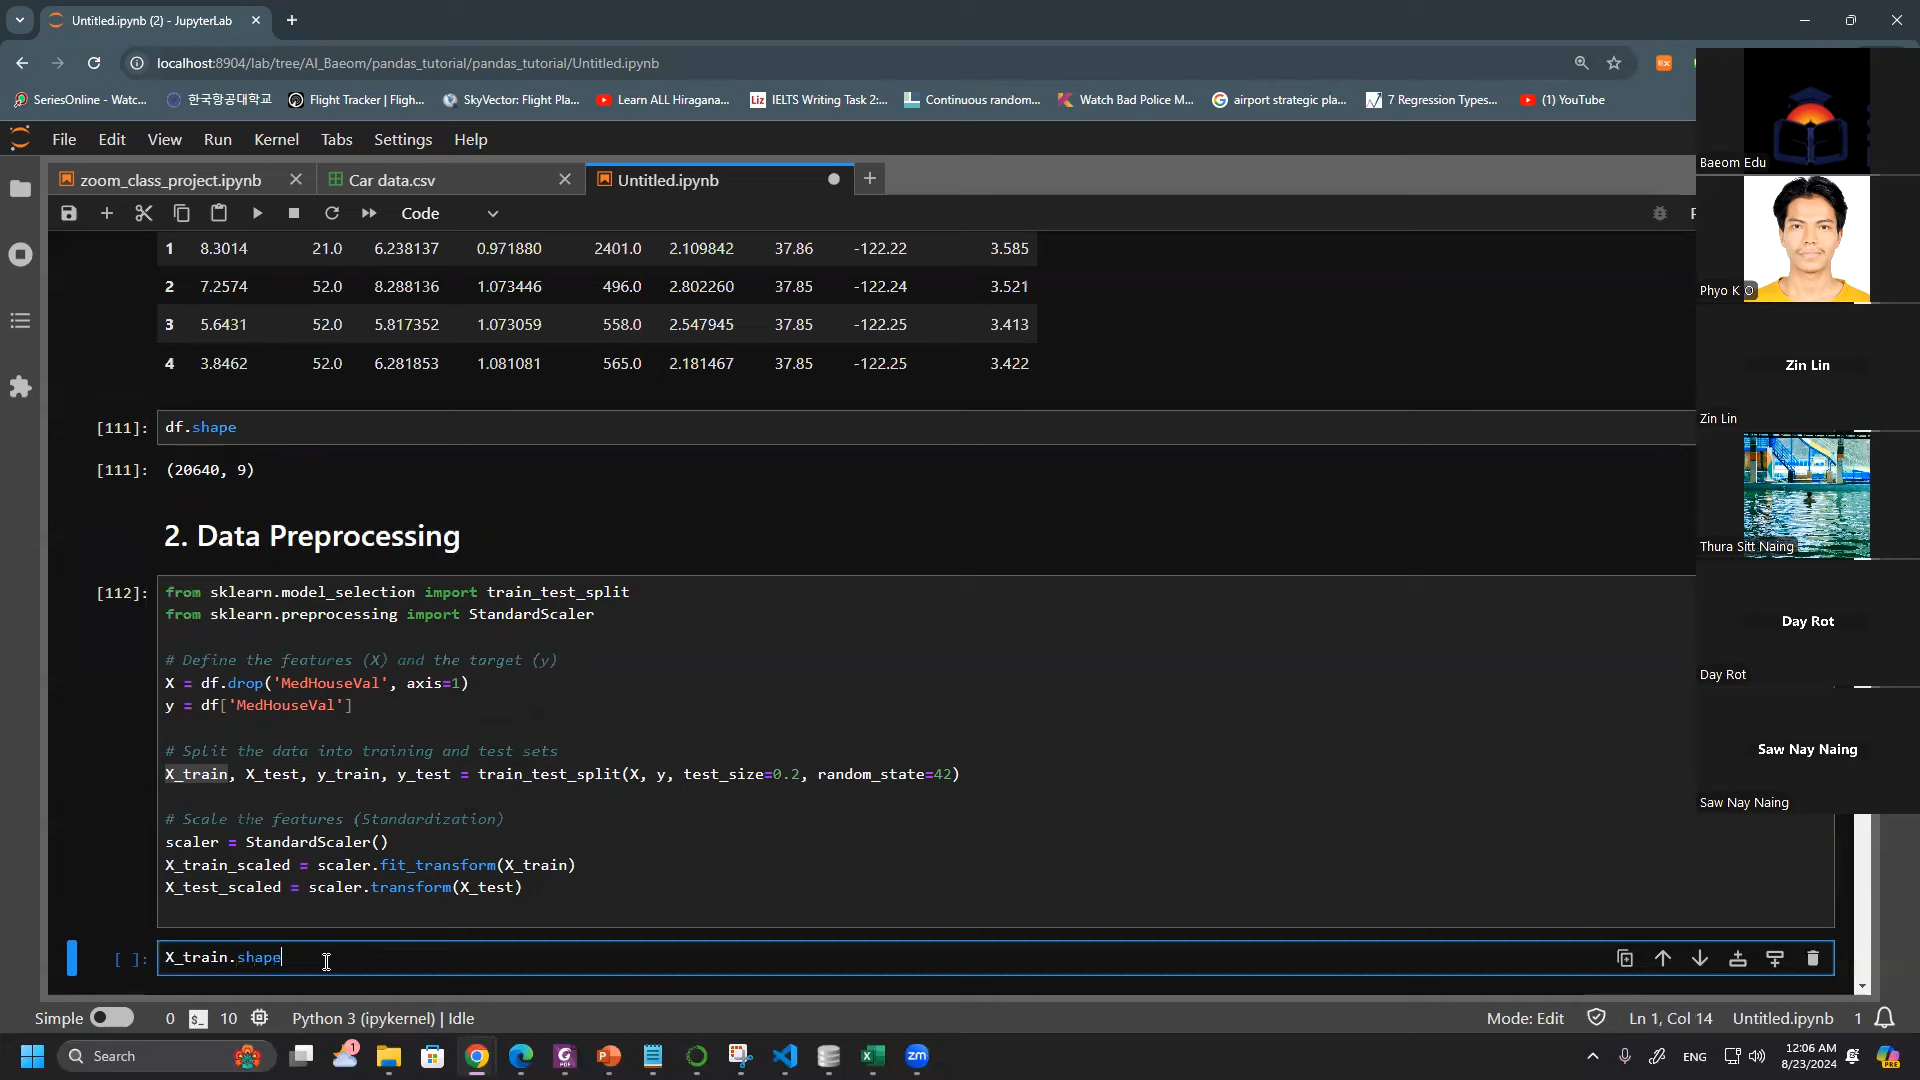 Untitled.ipynb (2) - JupyterLab
localhost:8904/lab/tree/AI_Baeom/pandas_tutorial/pandas_tutorial/Untitled.ipynb
SeriesOnline - Watc...
한국항공대학교
Flight Tracker | Fligh...
SkyVector: Flight Pla...
Learn ALL Hiragana...
Liz
IELTS Writing Task 2:...
Continuous random...
Watch Bad Police M...
airport strategic pla...
7 Regression Types...
(1) YouTube
File
Edit
View
Run
Kernel
Tabs
Settings
Help
zoom_class_project.ipynb
Car data.csv
Untitled.ipynb
Code
1 8.3014 21.0 6.238137 0.971880 2401.0 2.109842 37.86 -122.22 3.585
2 7.2574 52.0 8.288136 1.073446 496.0 2.802260 37.85 -122.24 3.521
3 5.6431 52.0 5.817352 1.073059 558.0 2.547945 37.85 -122.25 3.413
4 3.8462 52.0 6.281853 1.081081 565.0 2.181467 37.85 -122.25 3.422
[111]: df.shape
[111]: (20640, 9)
2. Data Preprocessing
[112]: from sklearn.model_selection import train_test_split
from sklearn.preprocessing import StandardScaler
# Define the features (X) and the target (y)
X = df.drop('MedHouseVal', axis=1)
y = df['MedHouseVal']
# Split the data into training and test sets
X_train, X_test, y_train, y_test = train_test_split(X, y, test_size=0.2, random_state=42)
# Scale the features (Standardization)
scaler = StandardScaler()
X_train_scaled = scaler.fit_transform(X_train)
X_test_scaled = scaler.transform(X_test)
[ ]: X_train.shape
Baeom Edu
Phyo K O
Zin Lin
Zin Lin
Thura Sitt Naing
Day Rot
Day Rot
Saw Nay Naing
Saw Nay Naing
Simple 0 10 Python 3 (ipykernel) | Idle
Mode: Edit Ln 1, Col 14 Untitled.ipynb 1
Search
1
zm
ENG
12:06 AM
8/23/2024